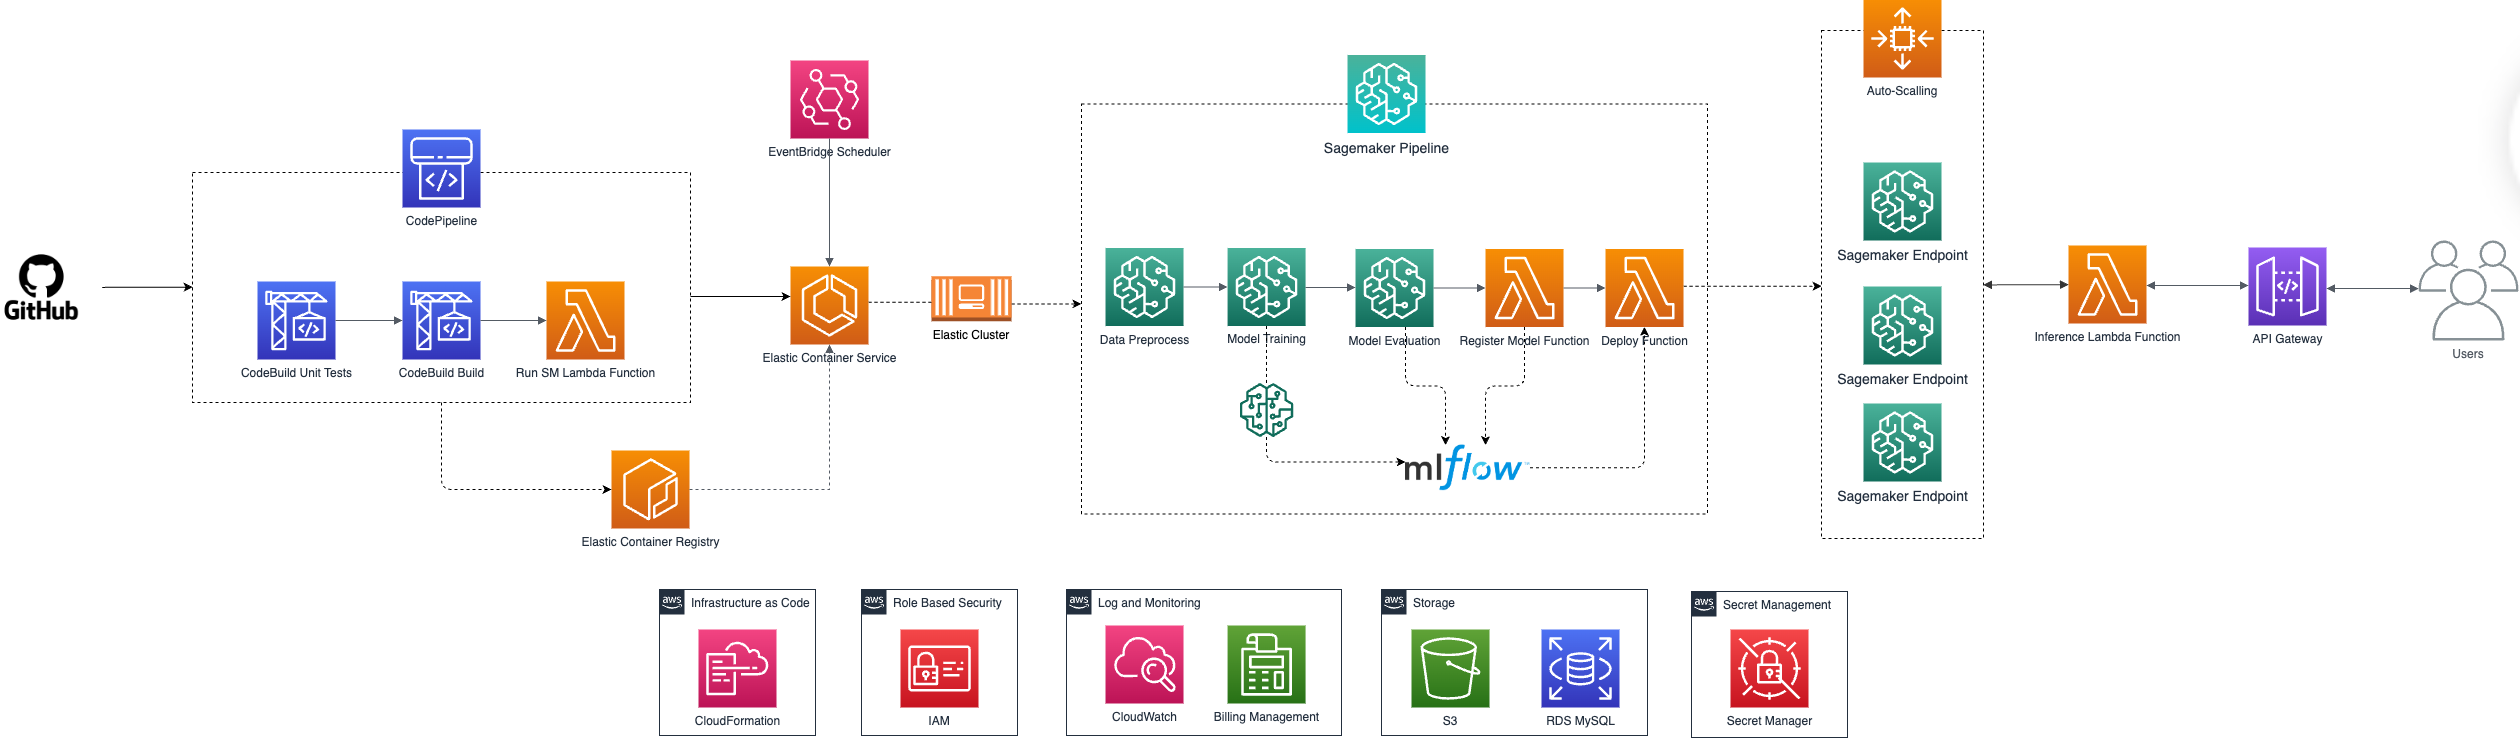 GitHub
CodePipeline
CodeBuild Unit Tests
CodeBuild Build
Run SM Lambda Function
EventBridge Scheduler
Elastic Container Service
Elastic Container Registry
Elastic Cluster
Sagemaker Pipeline
Data Preprocess
Model Training
Model Evaluation
Register Model Function
Deploy Function
mlflow
Auto-Scalling
Sagemaker Endpoint
Sagemaker Endpoint
Sagemaker Endpoint
Inference Lambda Function
API Gateway
Users
aws
Infrastructure as Code
CloudFormation
aws
Role Based Security
IAM
aws
Log and Monitoring
CloudWatch
Billing Management
aws
Storage
S3
RDS MySQL
aws
Secret Management
Secret Manager